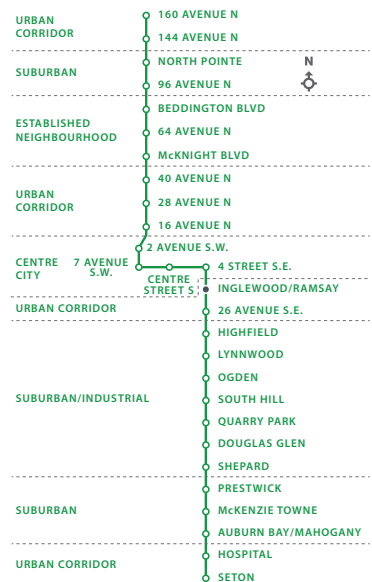 URBAN
CORRIDOR
160 AVENUE N
144 AVENUE N
SUBURBAN
NORTH POINTE
96 AVENUE N
N
ESTABLISHED
NEIGHBOURHOOD
BEDDINGTON BLVD
64 AVENUE N
McKNIGHT BLVD
URBAN
CORRIDOR
40 AVENUE N
28 AVENUE N
16 AVENUE N
CENTRE
CITY
2 AVENUE S.W.
7 AVENUE
S.W.
CENTRE
STREET S
4 STREET S.E.
INGLEWOOD/RAMSAY
URBAN CORRIDOR
26 AVENUE S.E.
SUBURBAN/INDUSTRIAL
HIGHFIELD
LYNNWOOD
OGDEN
SOUTH HILL
QUARRY PARK
DOUGLAS GLEN
SHEPARD
SUBURBAN
PRESTWICK
McKENZIE TOWNE
AUBURN BAY/MAHOGANY
URBAN CORRIDOR
HOSPITAL
SETON